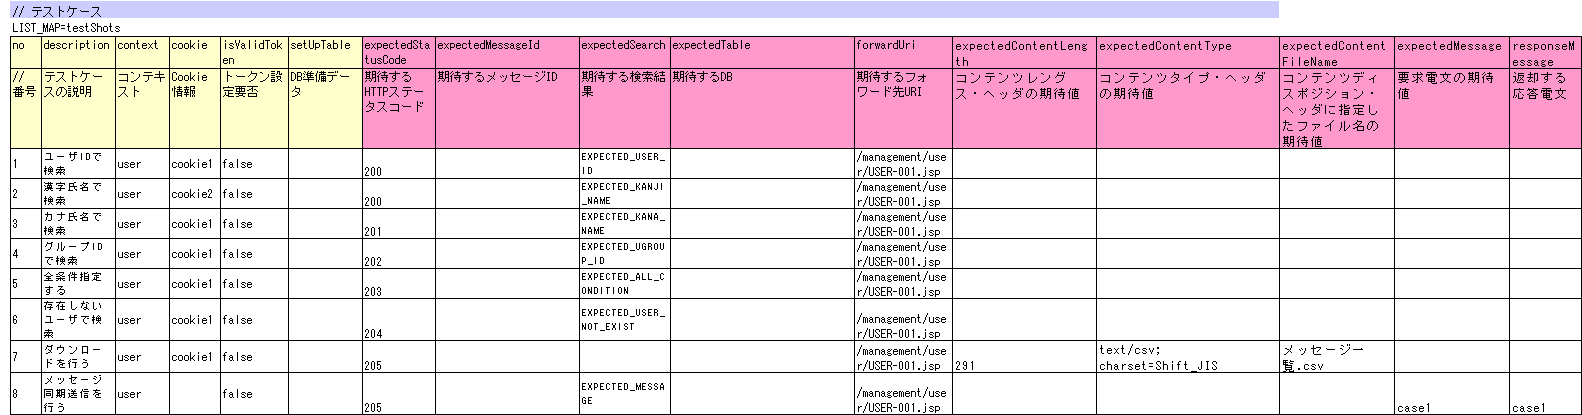 // テストケース
LIST_MAP=testShots
no description context cookie isValidToken setUpTable expectedStatusCode expectedMessageId expectedSearch expectedTable forwardUri expectedContentLength expectedContentType expectedContentFileName expectedMessage responseMessage
// 番号 テストケースの説明 コンテキスト Cookie情報 トークン設定要否 DB準備データ 期待するHTTPステータスコード 期待するメッセージID 期待する検索結果 期待するDB 期待するフォワード先URI コンテンツレングス・ヘッダの期待値 コンテンツタイプ・ヘッダの期待値 コンテンツディスポジション・ヘッダに指定したファイル名の期待値 要求電文の期待値 返却する応答電文
1 ユーザIDで検索 user cookie1 false 200 EXPECTED_USER_ID /management/user/USER-001.jsp
2 漢字氏名で検索 user cookie2 false 200 EXPECTED_KANJI_NAME /management/user/USER-001.jsp
3 カナ氏名で検索 user cookie1 false 201 EXPECTED_KANA_NAME /management/user/USER-001.jsp
4 グループIDで検索 user cookie1 false 202 EXPECTED_UGROUP_ID /management/user/USER-001.jsp
5 全条件指定する user cookie1 false 203 EXPECTED_ALL_CONDITION /management/user/USER-001.jsp
6 存在しないユーザで検索 user cookie1 false 204 EXPECTED_USER_NOT_EXIST /management/user/USER-001.jsp
7 ダウンロードを行う user cookie1 false 205 /management/user/USER-001.jsp 291 text/csv; charset=Shift_JIS メッセージ一覧.csv
8 メッセージ同期送信を行う user false 205 EXPECTED_MESSAGE /management/user/USER-001.jsp case1 case1